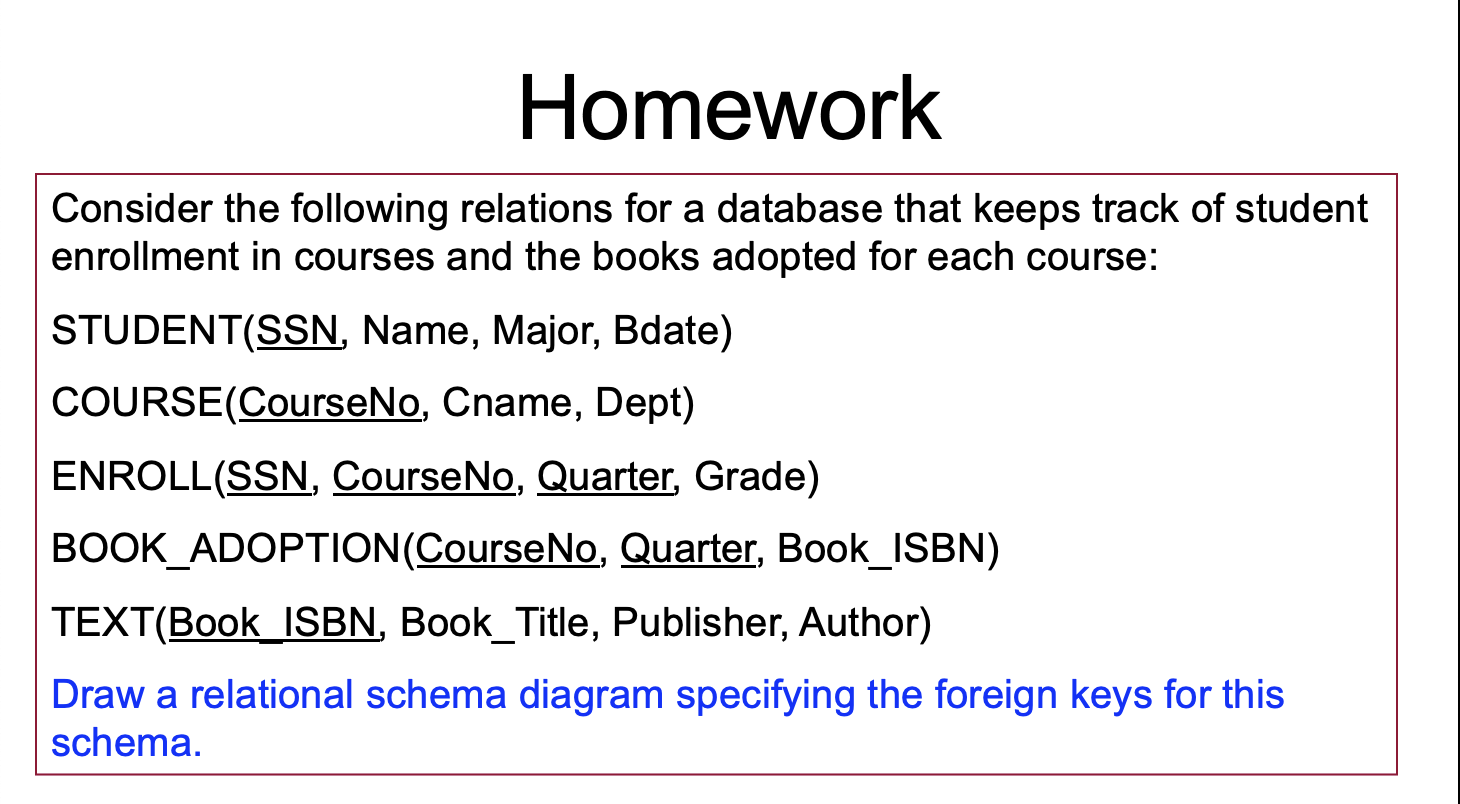 Homework
Consider the following relations for a database that keeps track of student
enrollment in courses and the books adopted for each course:
STUDENT(SSN, Name, Major, Bdate)
COURSE(CourseNo, Cname, Dept)
ENROLL(SSN, CourseNo, Quarter, Grade)
BOOK_ADOPTION(CourseNo, Quarter, Book_ISBN)
TEXT(Book_ISBN, Book_Title, Publisher, Author)
Draw a relational schema diagram specifying the foreign keys for this
schema.